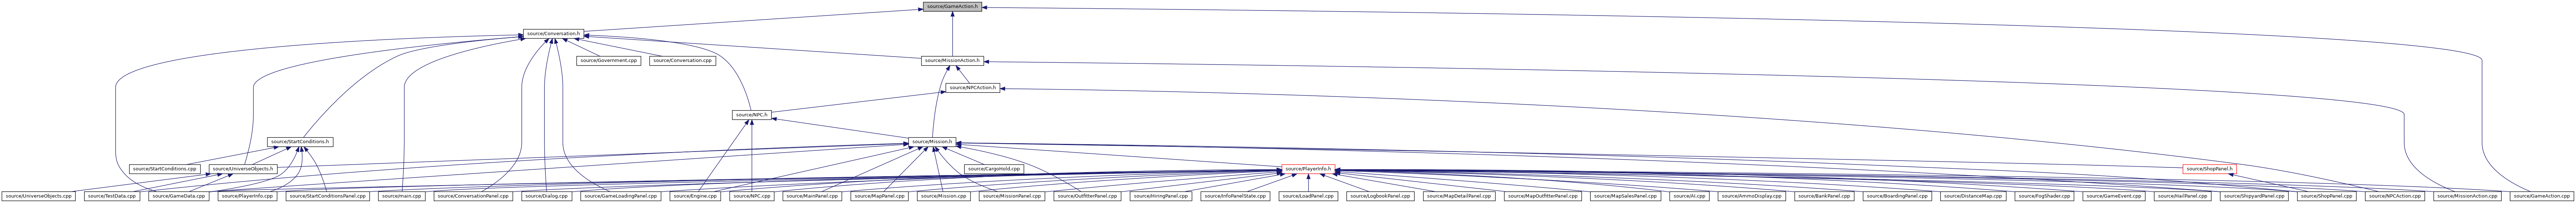 source/GameAction.h
source/Conversation.h
source/Government.cpp
source/Conversation.cpp
source/MissionAction.h
source/NPCAction.h
source/NPC.h
source/StartConditions.h
source/Mission.h
source/StartConditions.cpp
source/UniverseObjects.h
source/CargoHold.cpp
source/PlayerInfo.h
source/ShopPanel.h
source/UniverseObjects.cpp
source/TestData.cpp
source/GameData.cpp
source/PlayerInfo.cpp
source/StartConditionsPanel.cpp
source/main.cpp
source/ConversationPanel.cpp
source/Dialog.cpp
source/GameLoadingPanel.cpp
source/Engine.cpp
source/NPC.cpp
source/MainPanel.cpp
source/MapPanel.cpp
source/Mission.cpp
source/MissionPanel.cpp
source/OutfitterPanel.cpp
source/HiringPanel.cpp
source/InfoPanelState.cpp
source/LoadPanel.cpp
source/LogbookPanel.cpp
source/MapDetailPanel.cpp
source/MapOutfitterPanel.cpp
source/MapSalesPanel.cpp
source/AI.cpp
source/AmmoDisplay.cpp
source/BankPanel.cpp
source/BoardingPanel.cpp
source/DistanceMap.cpp
source/FogShader.cpp
source/GameEvent.cpp
source/HailPanel.cpp
source/ShipyardPanel.cpp
source/ShopPanel.cpp
source/NPCAction.cpp
source/MissionAction.cpp
source/GameAction.cpp